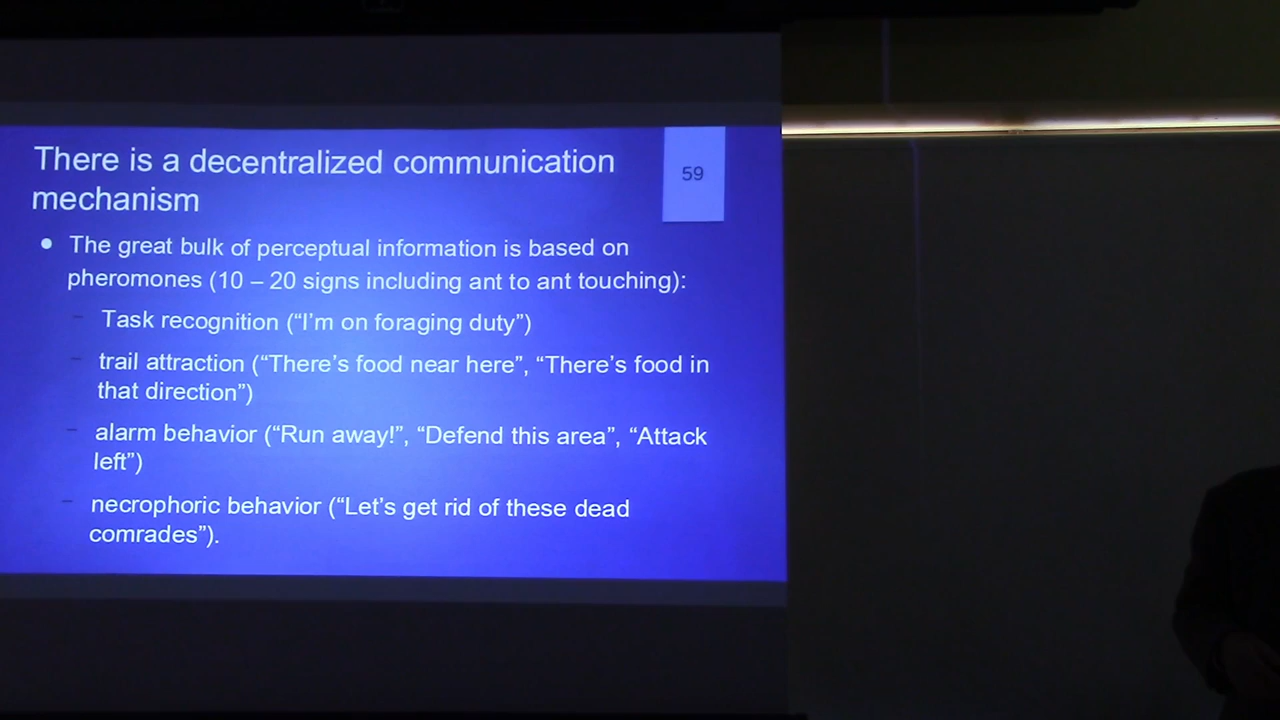 There is a decentralized communication
mechanism
59
● The great bulk of perceptual information is based on
pheromones (10 – 20 signs including ant to ant touching):
– Task recognition (“I’m on foraging duty”)
– trail attraction (“There’s food near here”, “There’s food in
that direction”)
– alarm behavior (“Run away!”, “Defend this area”, “Attack
left”)
– necrophoric behavior (“Let’s get rid of these dead
comrades”).